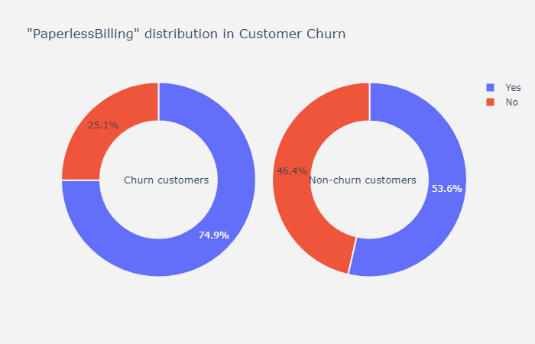 "PaperlessBilling" distribution in Customer Churn
Yes
No
25.1%
Churn customers
74.9%
46.4%
Non-churn customers
53.6%